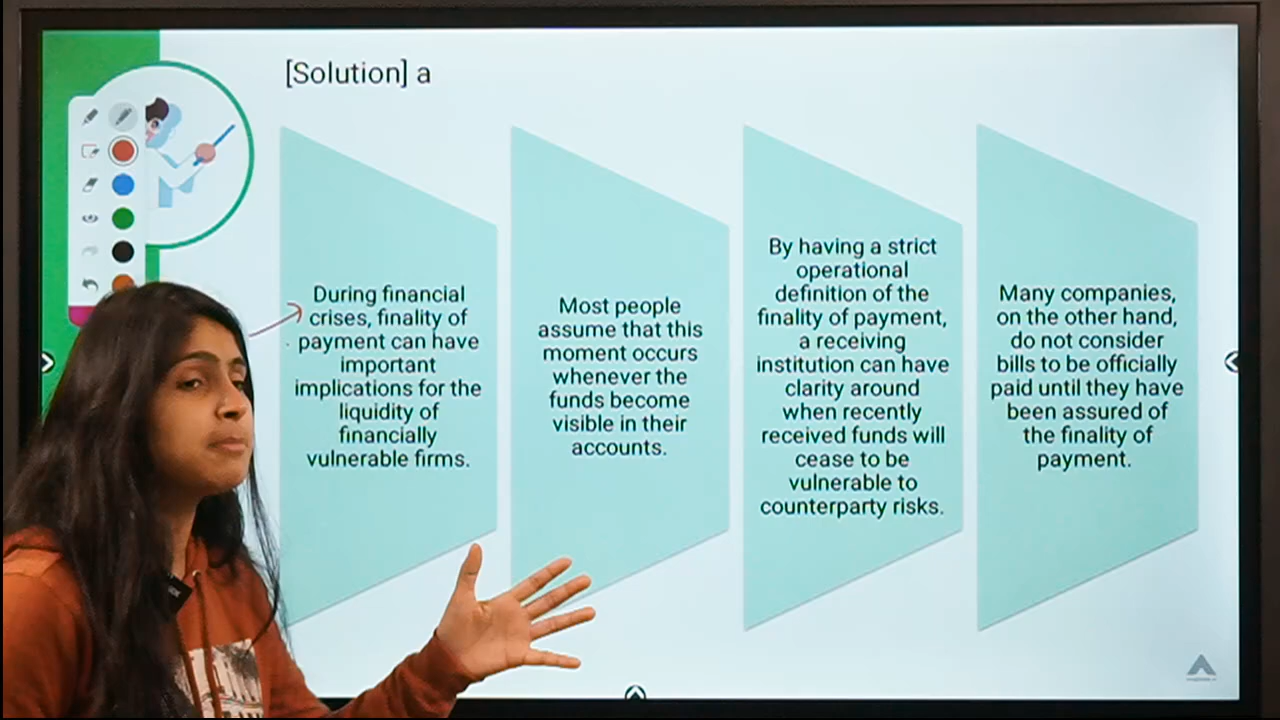 [Solution] a
During financial
crises, finality of
payment can have
important
implications for the
liquidity of
financially
vulnerable firms.
Most people
assume that this
moment occurs
whenever the
funds become
visible in their
accounts.
By having a strict
operational
definition of the
finality of payment,
a receiving
institution can have
clarity around
when recently
received funds will
cease to be
vulnerable to
counterparty risks.
Many companies,
on the other hand,
do not consider
bills to be officially
paid until they have
been assured of
the finality of
payment.